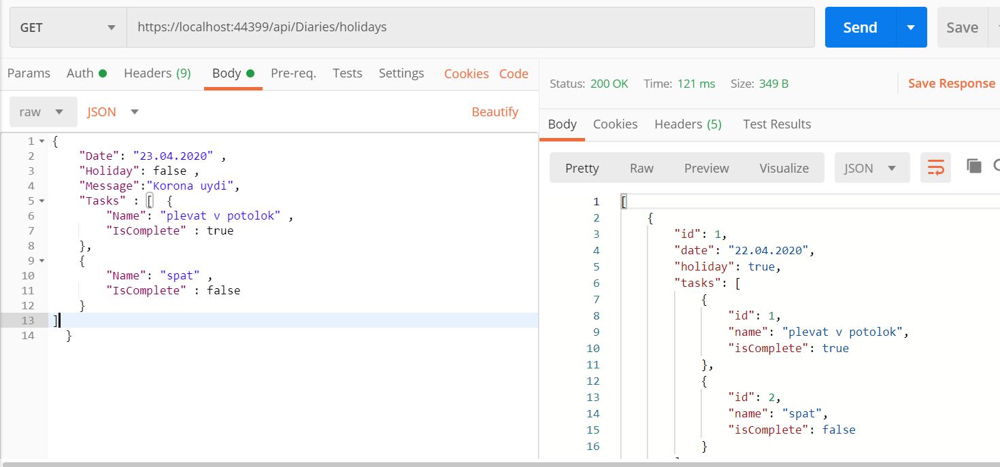 GET https://localhost:44399/api/Diaries/holidays Send Save
Params Auth Headers (9) Body Pre-req. Tests Settings Cookies Code
raw JSON Beautify
1 {
2 "Date": "23.04.2020" ,
3 "Holiday": false ,
4 "Message":"Korona uydi",
5 "Tasks" : [ {
6 "Name": "plevat v potolok" ,
7 "IsComplete" : true
8 },
9 {
10 "Name": "spat" ,
11 "IsComplete" : false
12 }
13 ]
14 }
Status: 200 OK Time: 121 ms Size: 349 B Save Response
Body Cookies Headers (5) Test Results
Pretty Raw Preview Visualize JSON
1 [
2 {
3 "id": 1,
4 "date": "22.04.2020",
5 "holiday": true,
6 "tasks": [
7 {
8 "id": 1,
9 "name": "plevat v potolok",
10 "isComplete": true
11 },
12 {
13 "id": 2,
14 "name": "spat",
15 "isComplete": false
16 }